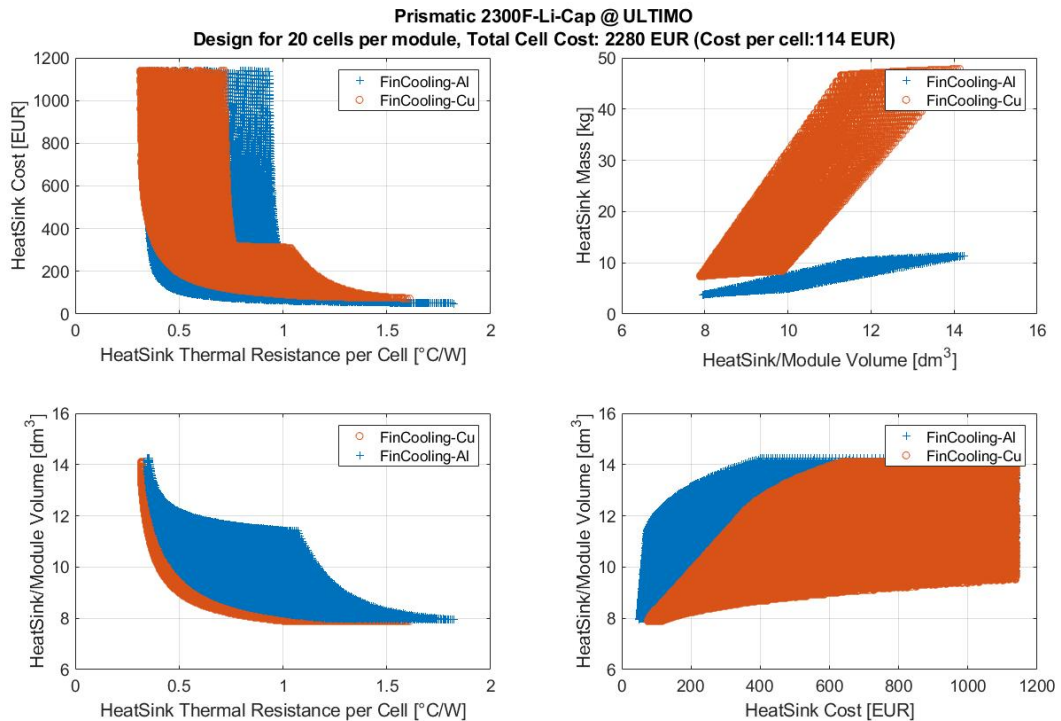 Prismatic 2300F-Li-Cap @ ULTIMO
Design for 20 cells per module, Total Cell Cost: 2280 EUR (Cost per cell:114 EUR)
HeatSink Cost [EUR]
1200
1000
800
600
400
200
0
0
0.5
1
1.5
2
HeatSink Thermal Resistance per Cell [°C/W]
FinCooling-Al
FinCooling-Cu
HeatSink Mass [kg]
50
40
30
20
10
0
6
8
10
12
14
16
HeatSink/Module Volume [dm³]
FinCooling-Al
FinCooling-Cu
HeatSink/Module Volume [dm³]
16
14
12
10
8
6
0
0.5
1
1.5
2
HeatSink Thermal Resistance per Cell [°C/W]
FinCooling-Cu
FinCooling-Al
HeatSink/Module Volume [dm³]
16
14
12
10
8
6
0
200
400
600
800
1000
1200
HeatSink Cost [EUR]
FinCooling-Al
FinCooling-Cu